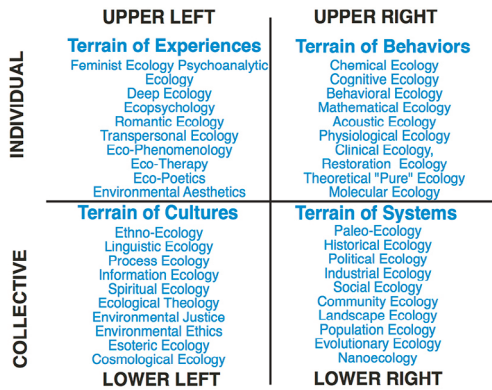 UPPER LEFT
UPPER RIGHT
INDIVIDUAL
Terrain of Experiences
Feminist Ecology Psychoanalytic
Ecology
Deep Ecology
Ecopsychology
Romantic Ecology
Transpersonal Ecology
Eco-Phenomenology
Eco-Therapy
Eco-Poetics
Environmental Aesthetics
Terrain of Behaviors
Chemical Ecology
Cognitive Ecology
Behavioral Ecology
Mathematical Ecology
Acoustic Ecology
Physiological Ecology
Clinical Ecology,
Restoration Ecology
Theoretical "Pure" Ecology
Molecular Ecology
COLLECTIVE
Terrain of Cultures
Ethno-Ecology
Linguistic Ecology
Process Ecology
Information Ecology
Spiritual Ecology
Ecological Theology
Environmental Justice
Environmental Ethics
Esoteric Ecology
Cosmological Ecology
Terrain of Systems
Paleo-Ecology
Historical Ecology
Political Ecology
Industrial Ecology
Social Ecology
Community Ecology
Landscape Ecology
Population Ecology
Evolutionary Ecology
Nanoecology
LOWER LEFT
LOWER RIGHT